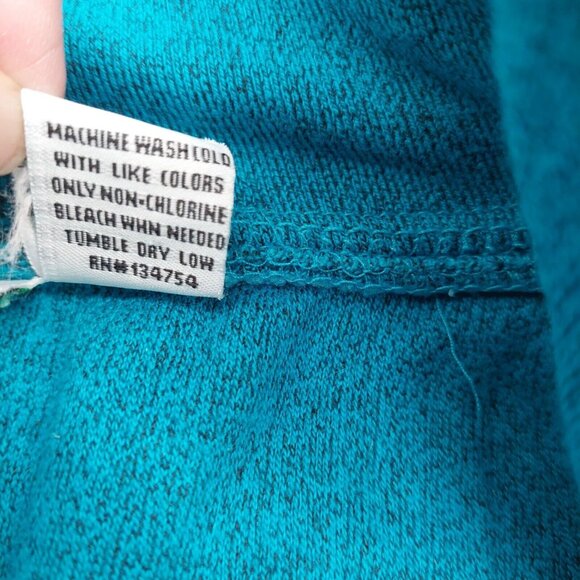 MACHINE WASH COLD
WITH LIKE COLORS
ONLY NON-CHLORINE
BLEACH WHN NEEDED
TUMBLE DRY LOW
RN# 134754